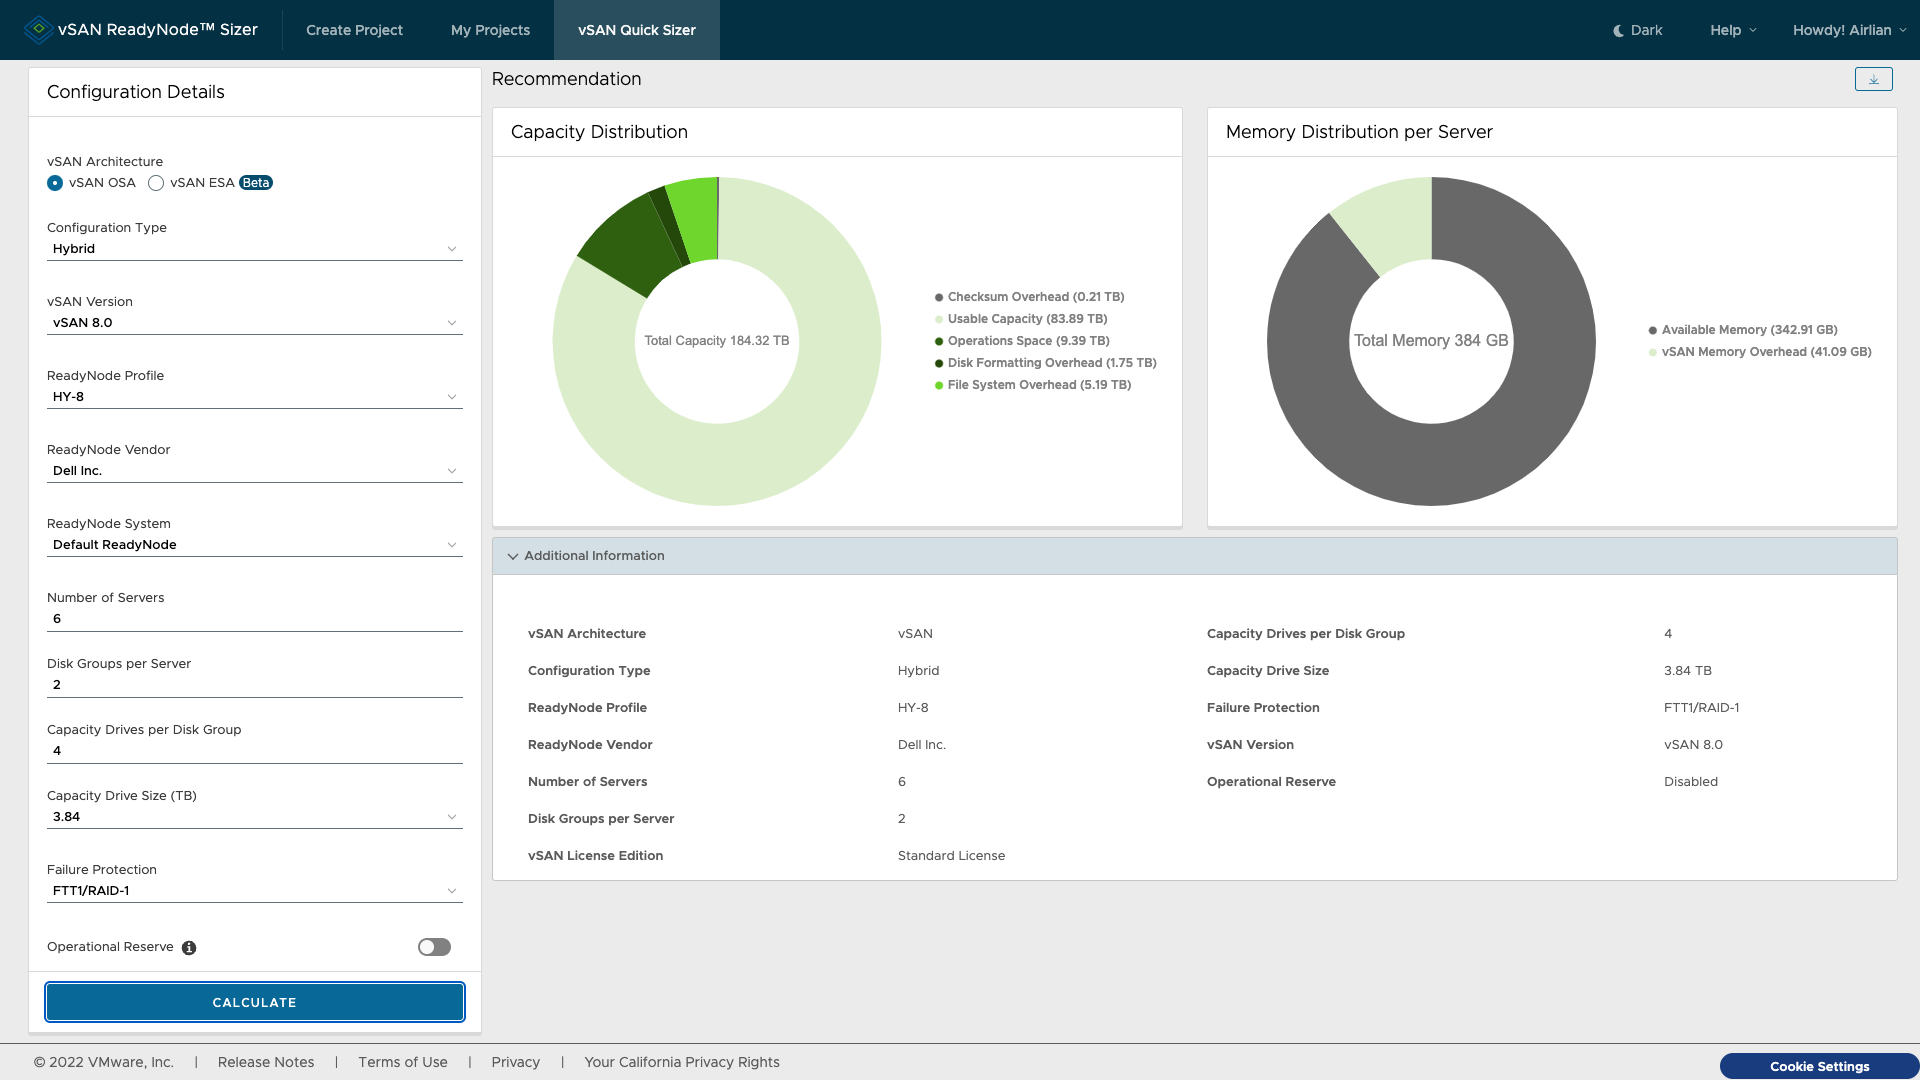 vSAN ReadyNode™ Sizer
Create Project
My Projects
vSAN Quick Sizer
Dark
Help
Howdy! Airlian
Configuration Details
vSAN Architecture
vSAN OSA
vSAN ESA Beta
Configuration Type
Hybrid
vSAN Version
vSAN 8.0
ReadyNode Profile
HY-8
ReadyNode Vendor
Dell Inc.
ReadyNode System
Default ReadyNode
Number of Servers
6
Disk Groups per Server
2
Capacity Drives per Disk Group
4
Capacity Drive Size (TB)
3.84
Failure Protection
FTT1/RAID-1
Operational Reserve
CALCULATE
Recommendation
Capacity Distribution
Total Capacity 184.32 TB
Checksum Overhead (0.21 TB)
Usable Capacity (83.89 TB)
Operations Space (9.39 TB)
Disk Formatting Overhead (1.75 TB)
File System Overhead (5.19 TB)
Memory Distribution per Server
Total Memory 384 GB
Available Memory (342.91 GB)
vSAN Memory Overhead (41.09 GB)
Additional Information
vSAN Architecture vSAN
Configuration Type Hybrid
ReadyNode Profile HY-8
ReadyNode Vendor Dell Inc.
Number of Servers 6
Disk Groups per Server 2
vSAN License Edition Standard License
Capacity Drives per Disk Group 4
Capacity Drive Size 3.84 TB
Failure Protection FTT1/RAID-1
vSAN Version vSAN 8.0
Operational Reserve Disabled
© 2022 VMware, Inc. | Release Notes | Terms of Use | Privacy | Your California Privacy Rights
Cookie Settings